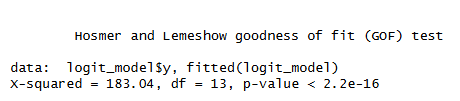 Hosmer and Lemeshow goodness of fit (GOF) test
data:  logit_model$y, fitted(logit_model)
X-squared = 183.04, df = 13, p-value < 2.2e-16